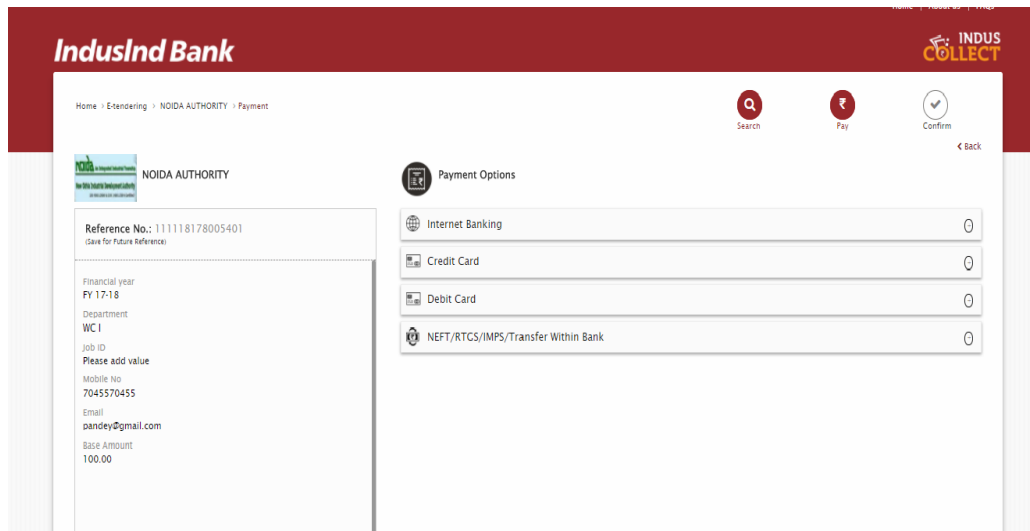 Home | About us | FAQs
IndusInd Bank
INDUS
COLLECT
Home > E-tendering > NOIDA AUTHORITY > Payment
Search
Pay
Confirm
< Back
NOIDA AUTHORITY
Payment Options
Reference No.: 111118178005401
(Save for Future Reference)
Internet Banking
Credit Card
Debit Card
NEFT/RTGS/IMPS/Transfer Within Bank
Financial year
FY 17-18
Department
WC I
Job ID
Please add value
Mobile No
7045570455
Email
pandey@gmail.com
Base Amount
100.00